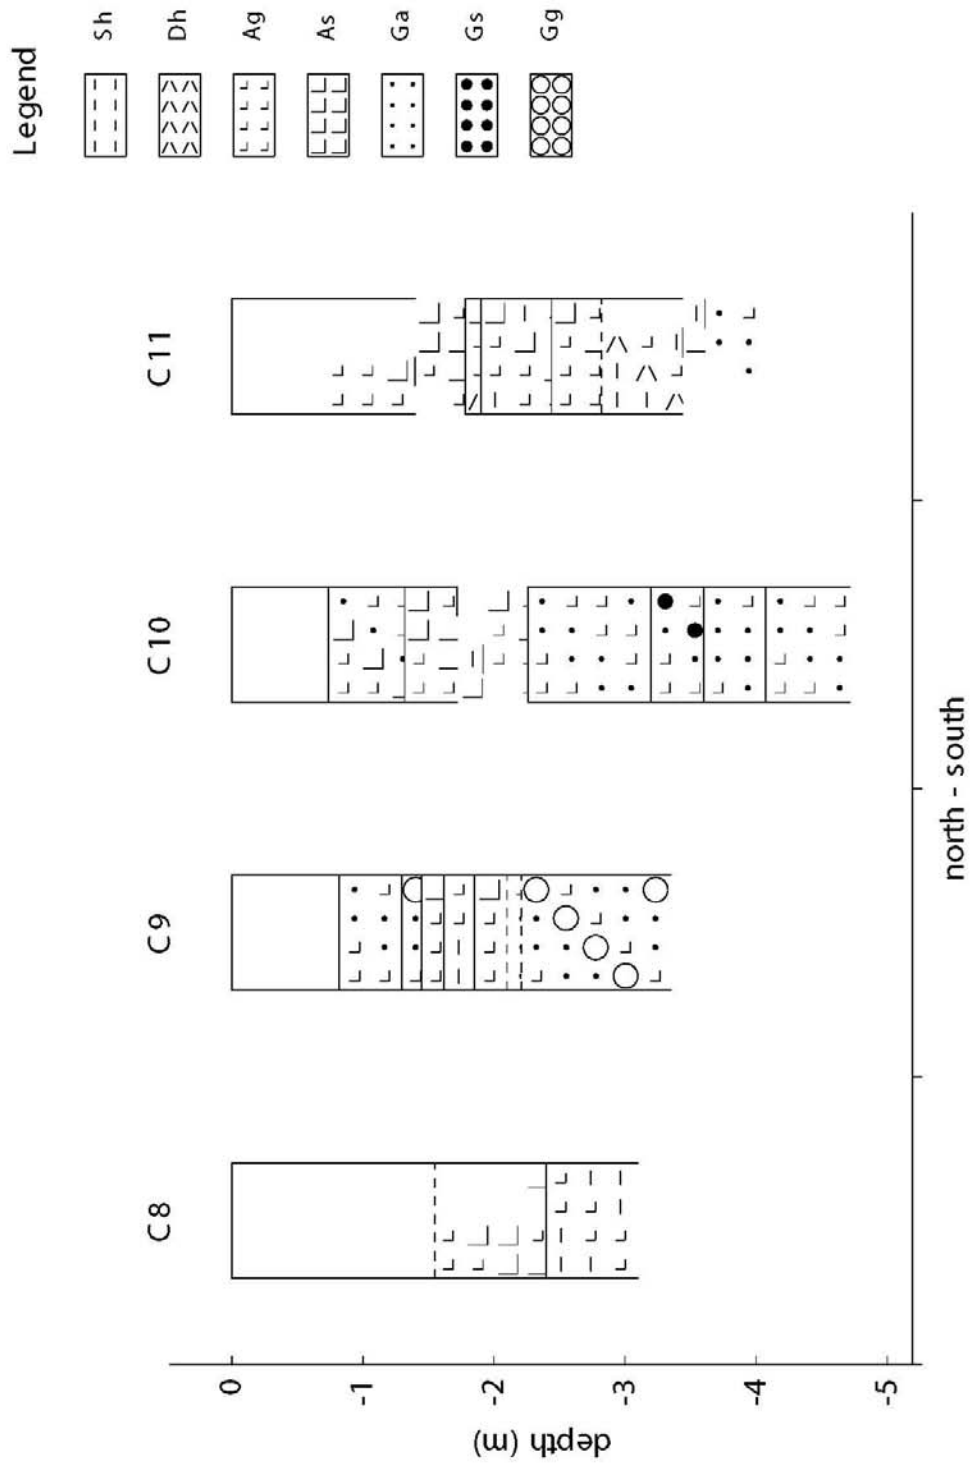 C8
C9
C10
C11
0
-1
-2
-3
-4
-5
depth (m)
north - south
Legend
Sh
Dh
Ag
As
Ga
Gs
Gg